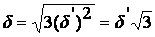 δ = √3(δ')² = δ'√3